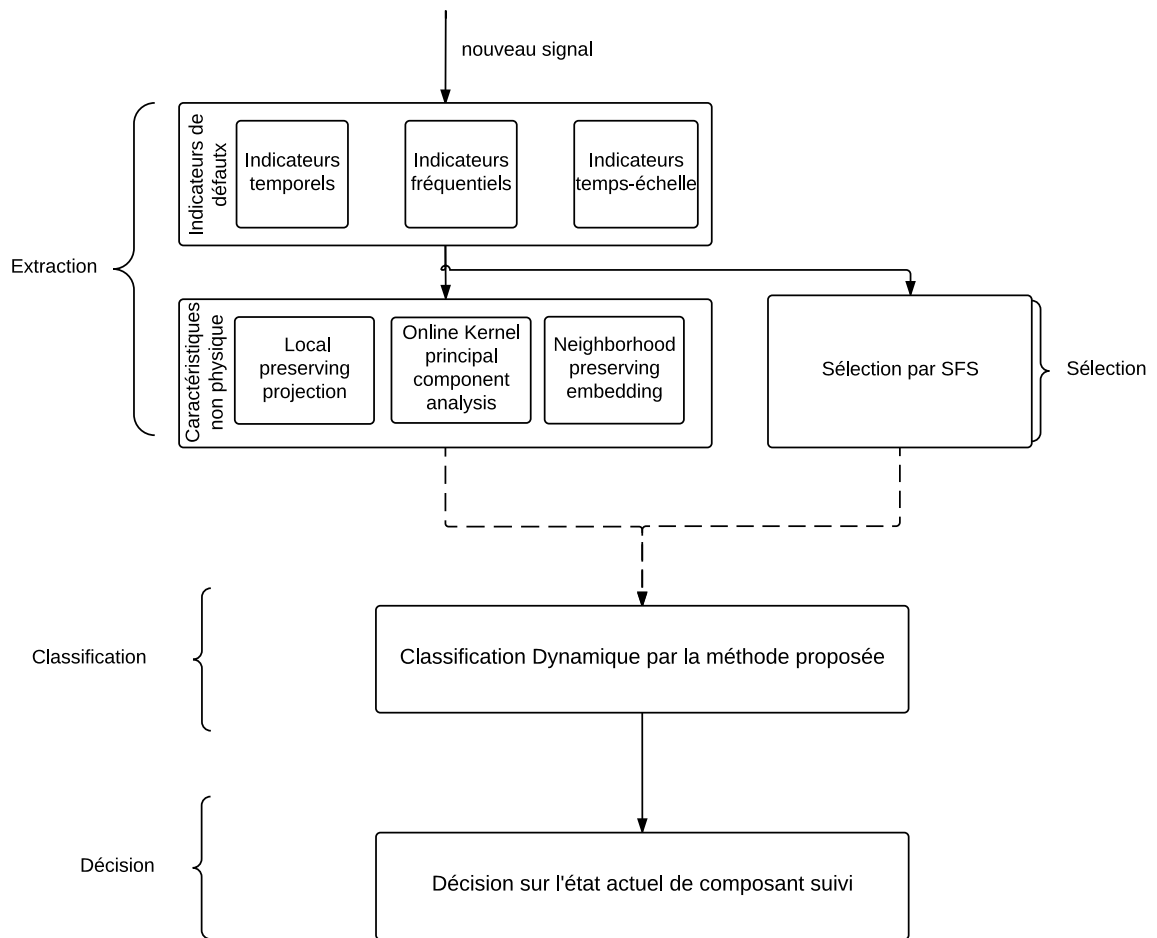 nouveau signal
Indicateurs de
défautx
Indicateurs
temporels
Indicateurs
fréquentiels
Indicateurs
temps-échelle
Extraction
Caractéristiques
non physique
Local
preserving
projection
Online Kernel
principal
component
analysis
Neighborhood
preserving
embedding
Sélection par SFS
Sélection
Classification
Classification Dynamique par la méthode proposée
Décision
Décision sur l'état actuel de composant suivi